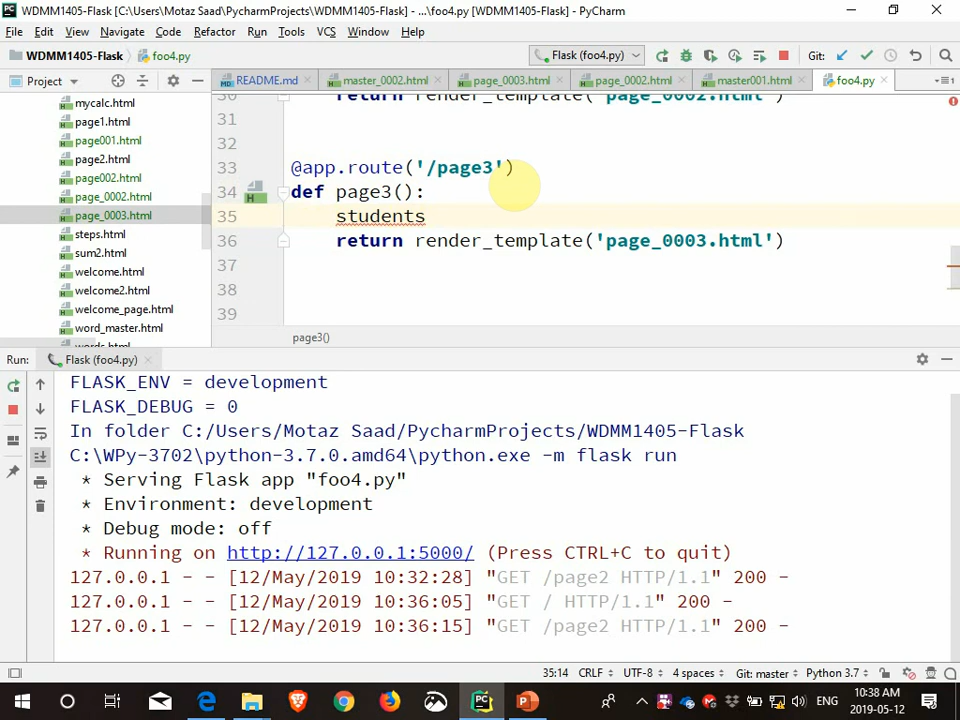 WDMM1405-Flask [C:\Users\Motaz Saad\PycharmProjects\WDMM1405-Flask] - ...\foo4.py [WDMM1405-Flask] - PyCharm
File Edit View Navigate Code Refactor Run Tools VCS Window Help
WDMM1405-Flask foo4.py Flask (foo4.py) Git:
Project README.md master_0002.html page_0003.html page_0002.html master001.html foo4.py
mycalc.html
page1.html
page001.html
page2.html
page002.html
page_0002.html
page_0003.html
steps.html
sum2.html
welcome.html
welcome2.html
welcome_page.html
word_master.html
words.html
30 return render_template('page_0002.html')
31
32
33 @app.route('/page3')
34 def page3():
35 students
36 return render_template('page_0003.html')
37
38
39
page3()
Run: Flask (foo4.py)
FLASK_ENV = development
FLASK_DEBUG = 0
In folder C:/Users/Motaz Saad/PycharmProjects/WDMM1405-Flask
C:\WPy-3702\python-3.7.0.amd64\python.exe -m flask run
* Serving Flask app "foo4.py"
* Environment: development
* Debug mode: off
* Running on http://127.0.0.1:5000/ (Press CTRL+C to quit)
127.0.0.1 - - [12/May/2019 10:32:28] "GET /page2 HTTP/1.1" 200 -
127.0.0.1 - - [12/May/2019 10:36:05] "GET / HTTP/1.1" 200 -
127.0.0.1 - - [12/May/2019 10:36:15] "GET /page2 HTTP/1.1" 200 -
35:14 CRLF UTF-8 4 spaces Git: master Python 3.7
ENG 10:38 AM
2019-05-12